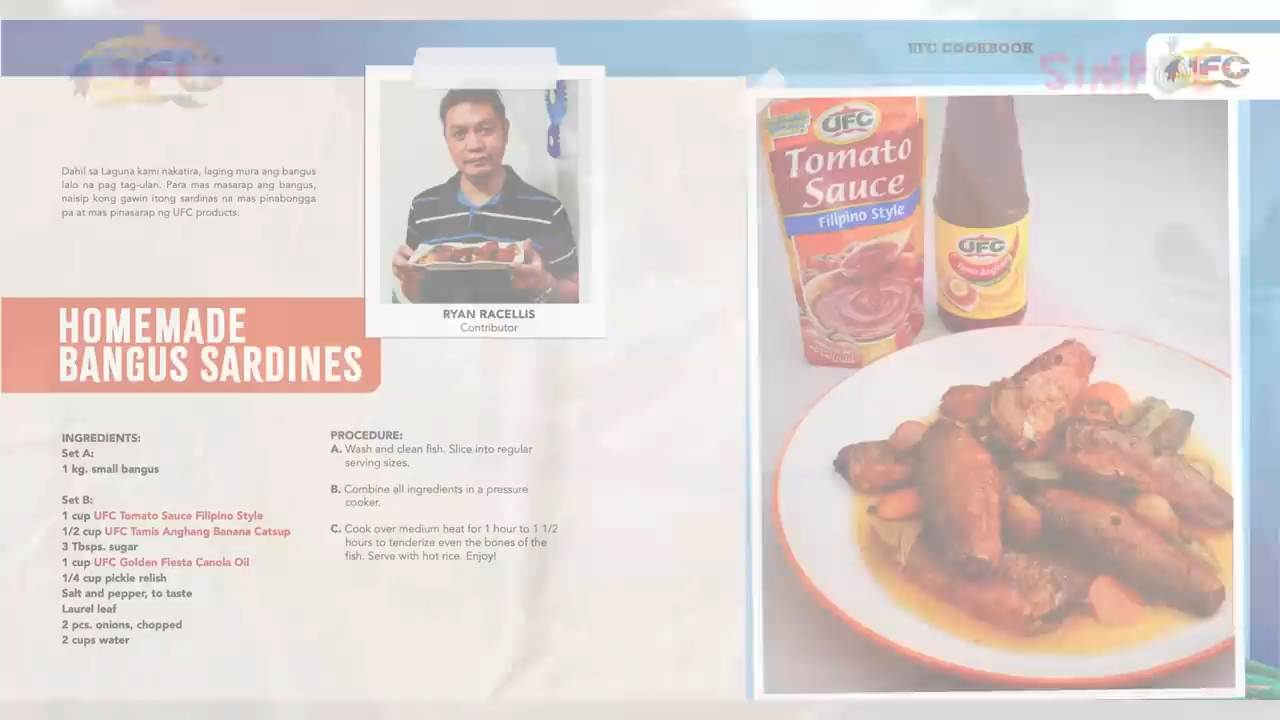 UFC COOKBOOK
UFC
UFC
Dahil sa Laguna kami nakatira, laging mura ang bangus
lalo na pag tag-ulan. Para mas masarap ang bangus,
naisip kong gawin itong sardinas na mas pinabongga
pa at mas pinasarap ng UFC products.
RYAN RACELLIS
Contributor
HOMEMADE
BANGUS SARDINES
INGREDIENTS:
Set A:
1 kg. small bangus
Set B:
1 cup UFC Tomato Sauce Filipino Style
1/2 cup UFC Tamis Anghang Banana Catsup
3 Tbsps. sugar
1 cup UFC Golden Fiesta Canola Oil
1/4 cup pickle relish
Salt and pepper, to taste
Laurel leaf
2 pcs. onions, chopped
2 cups water
PROCEDURE:
A. Wash and clean fish. Slice into regular
serving sizes.
B. Combine all ingredients in a pressure
cooker.
C. Cook over medium heat for 1 hour to 1 1/2
hours to tenderize even the bones of the
fish. Serve with hot rice. Enjoy!
UFC
Tomato
Sauce
Filipino Style
UFC
Tamis Anghang